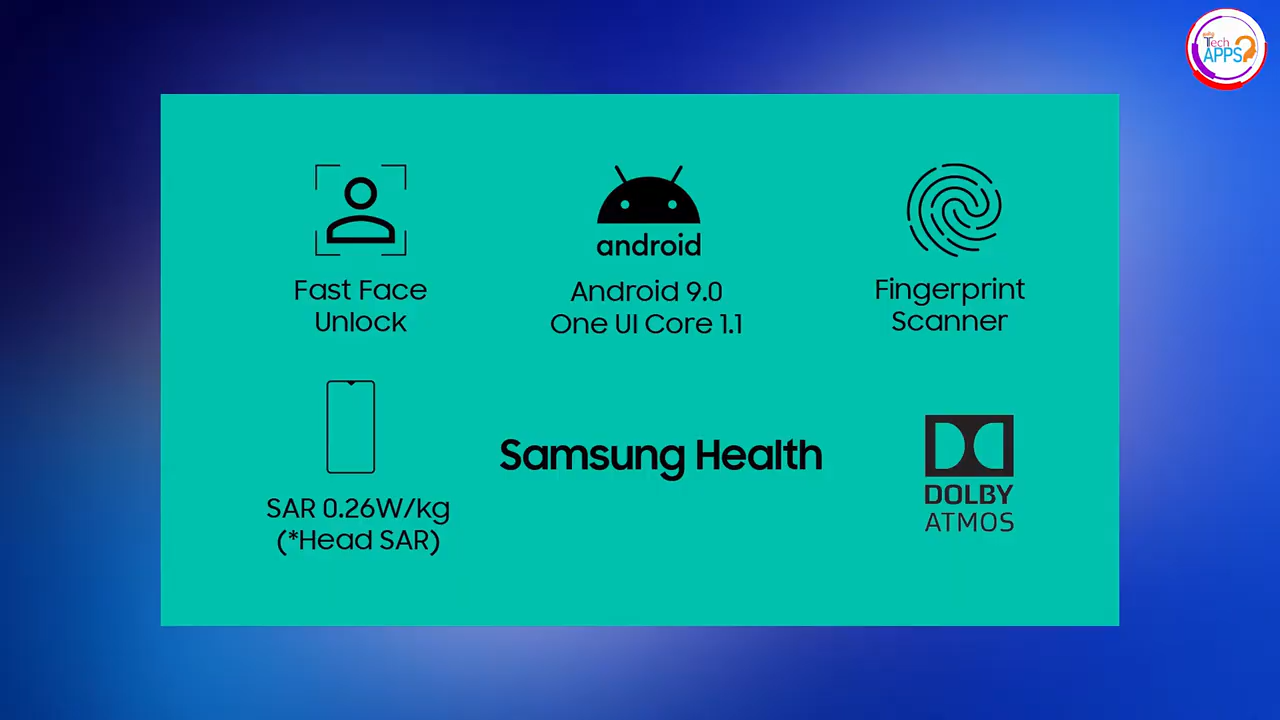 தமிழ்
Tech
APPS
Fast Face
Unlock
android
Android 9.0
One UI Core 1.1
Fingerprint
Scanner
SAR 0.26W/kg
(*Head SAR)
Samsung Health
DOLBY
ATMOS